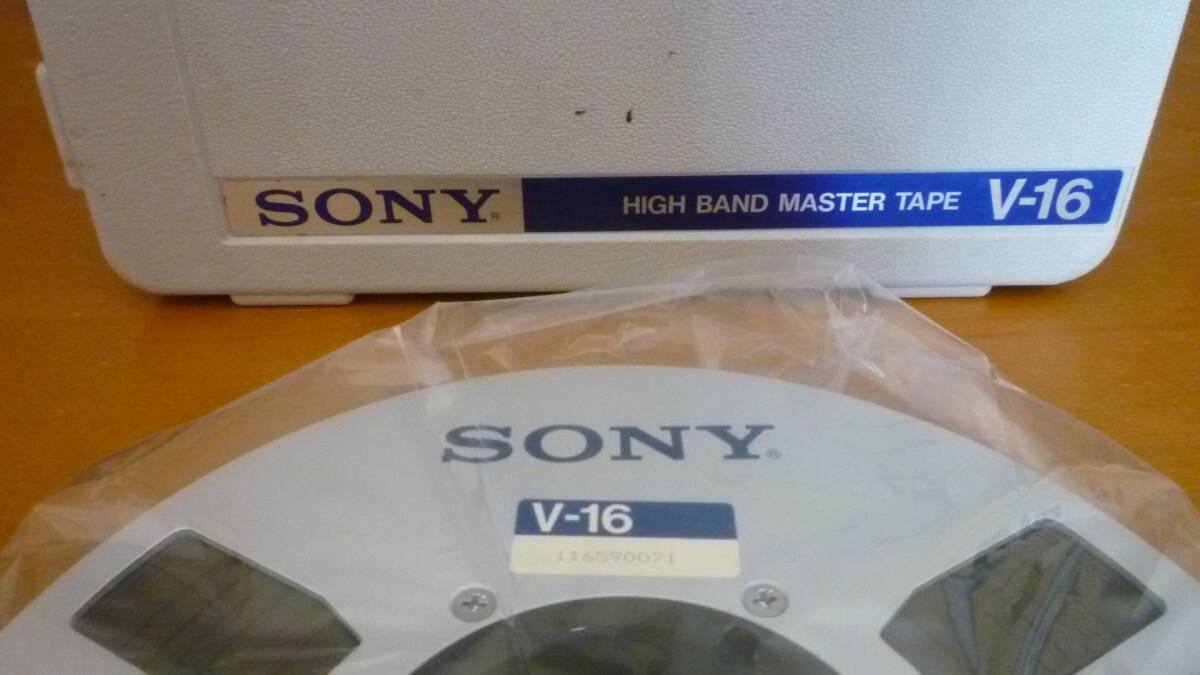 SONY® HIGH BAND MASTER TAPE V-16
SONY®
V-16
116590071